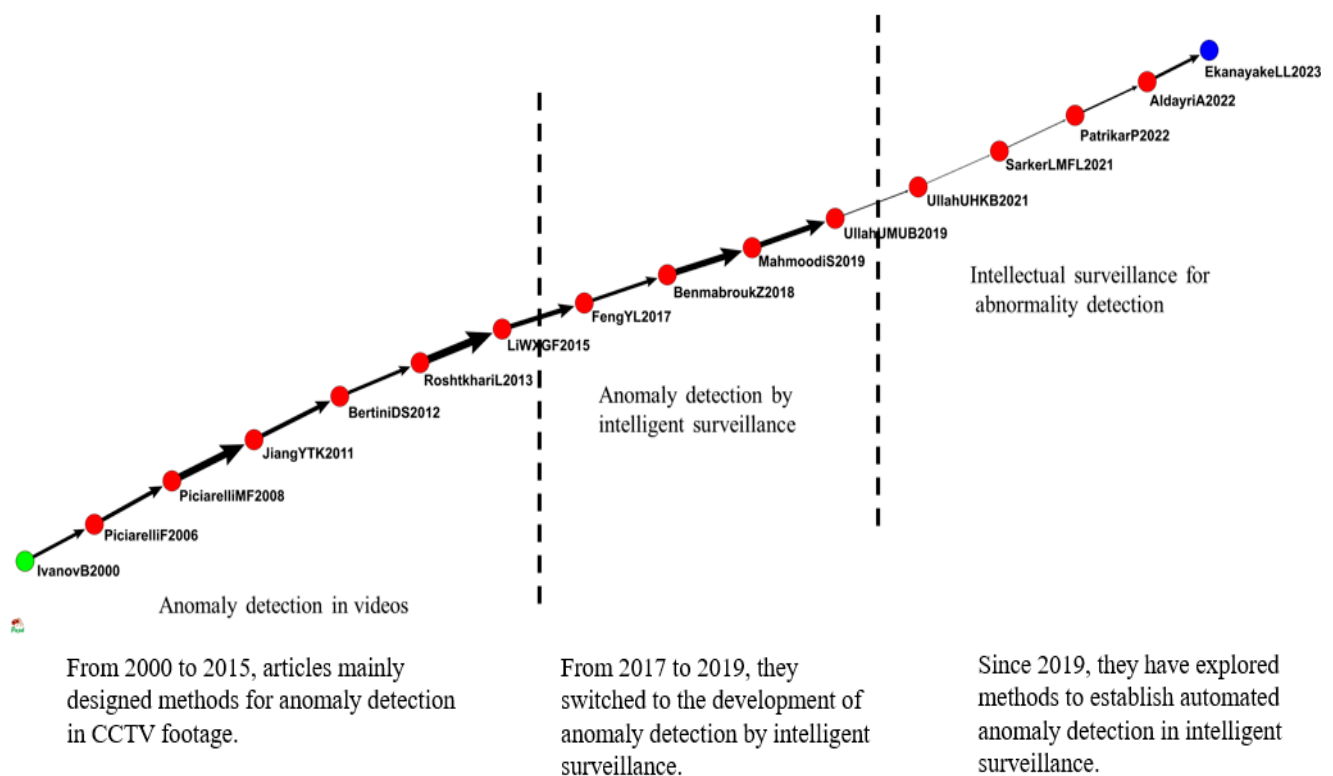 EkanayakeLL2023
AldayriA2022
PatrikarP2022
SarkerLMFL2021
UllahUHKB2021
UllahUMUB2019
MahmoodiS2019
BenmabroukZ2018
FengYL2017
LiWXGF2015
RoshtkhariL2013
BertiniDS2012
JiangYTK2011
PiciarelliMF2008
PiciarelliF2006
IvanovB2000
Anomaly detection in videos
Anomaly detection by
intelligent surveillance
Intellectual surveillance for
abnormality detection
Pajek
From 2000 to 2015, articles mainly
designed methods for anomaly detection
in CCTV footage.
From 2017 to 2019, they
switched to the development of
anomaly detection by intelligent
surveillance.
Since 2019, they have explored
methods to establish automated
anomaly detection in intelligent
surveillance.